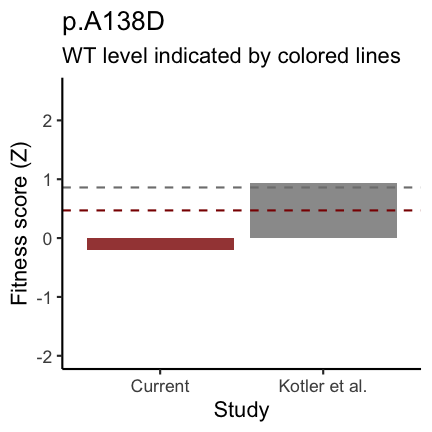 p.A138D
WT level indicated by colored lines
Fitness score (Z)
2
1
0
-1
-2
Current
Kotler et al.
Study